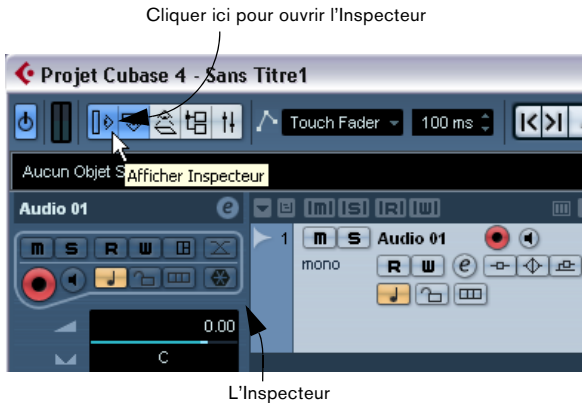 Cliquer ici pour ouvrir l'Inspecteur
Projet Cubase 4 - Sans Titre1
Touch Fader 100 ms
Aucun Objet S
Afficher Inspecteur
Audio 01 e m s R W
1 m S Audio 01
m S R W
mono R W e
0.00
C
L'Inspecteur